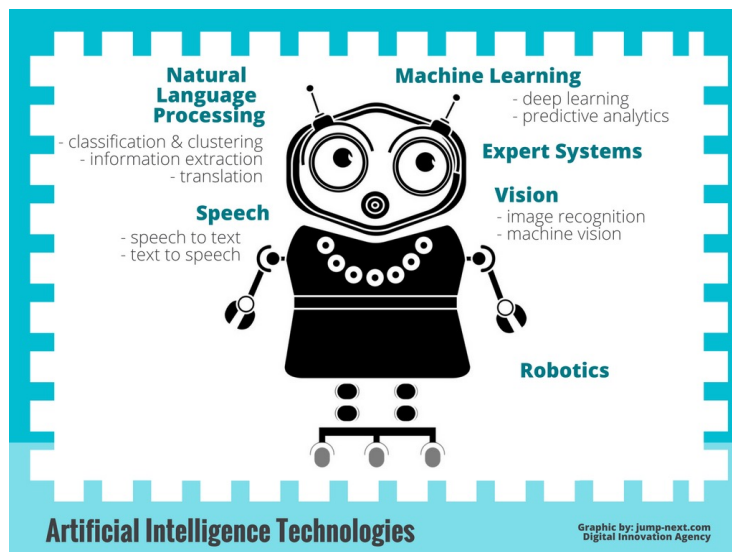 Natural
Language
Processing
- classification & clustering
- information extraction
- translation
Speech
- speech to text
- text to speech
Machine Learning
- deep learning
- predictive analytics
Expert Systems
Vision
- image recognition
- machine vision
Robotics
Artificial Intelligence Technologies
Graphic by: jump-next.com
Digital Innovation Agency